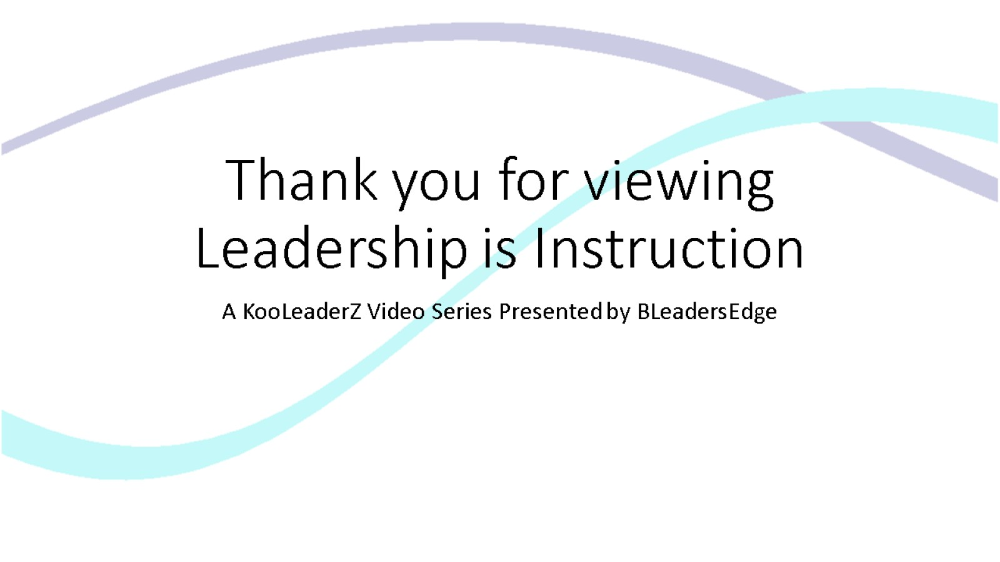 Thank you for viewing
Leadership is Instruction
A KooLeaderZ Video Series Presented by BLeadersEdge